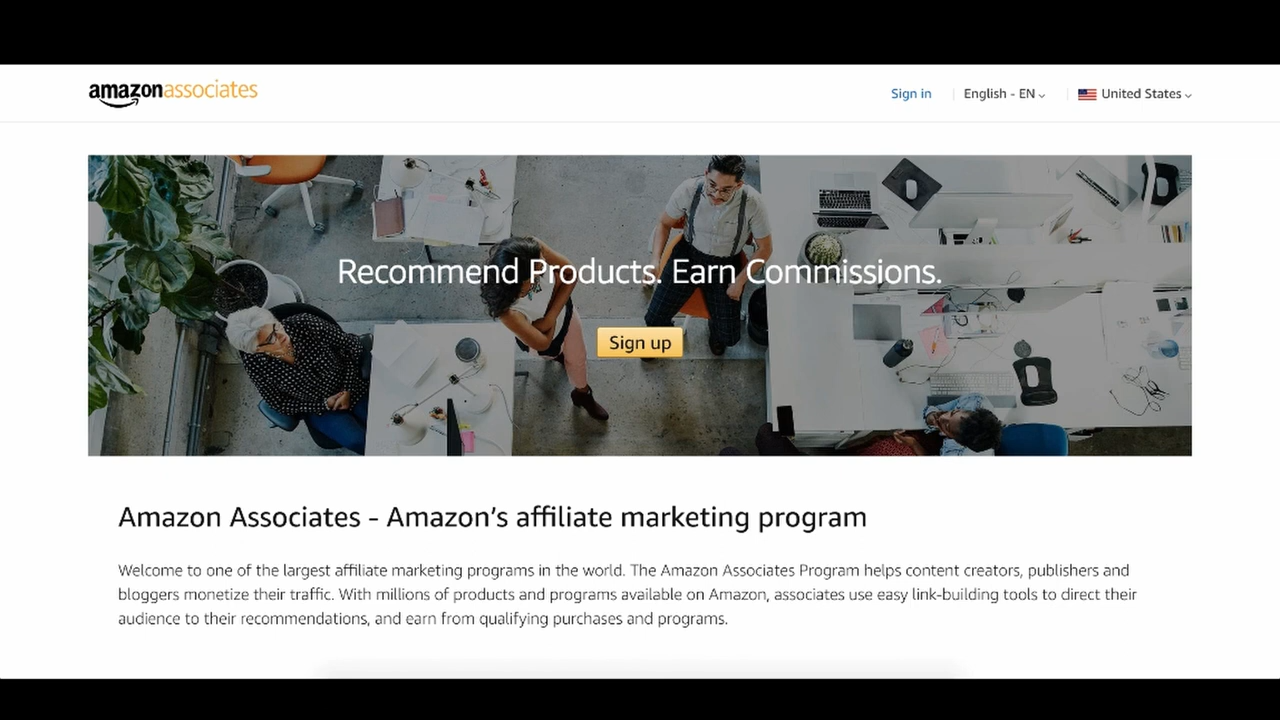 amazonassociates
Sign in
English - EN
United States
Recommend Products. Earn Commissions.
Sign up
Amazon Associates - Amazon’s affiliate marketing program
Welcome to one of the largest affiliate marketing programs in the world. The Amazon Associates Program helps content creators, publishers and
bloggers monetize their traffic. With millions of products and programs available on Amazon, associates use easy link-building tools to direct their
audience to their recommendations, and earn from qualifying purchases and programs.